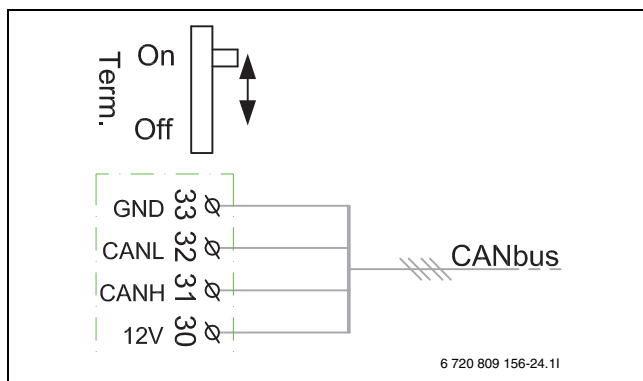 Term.
On
Off
GND 33
CANL 32
CANH 31
12V 30
CANbus
6 720 809 156-24.1I